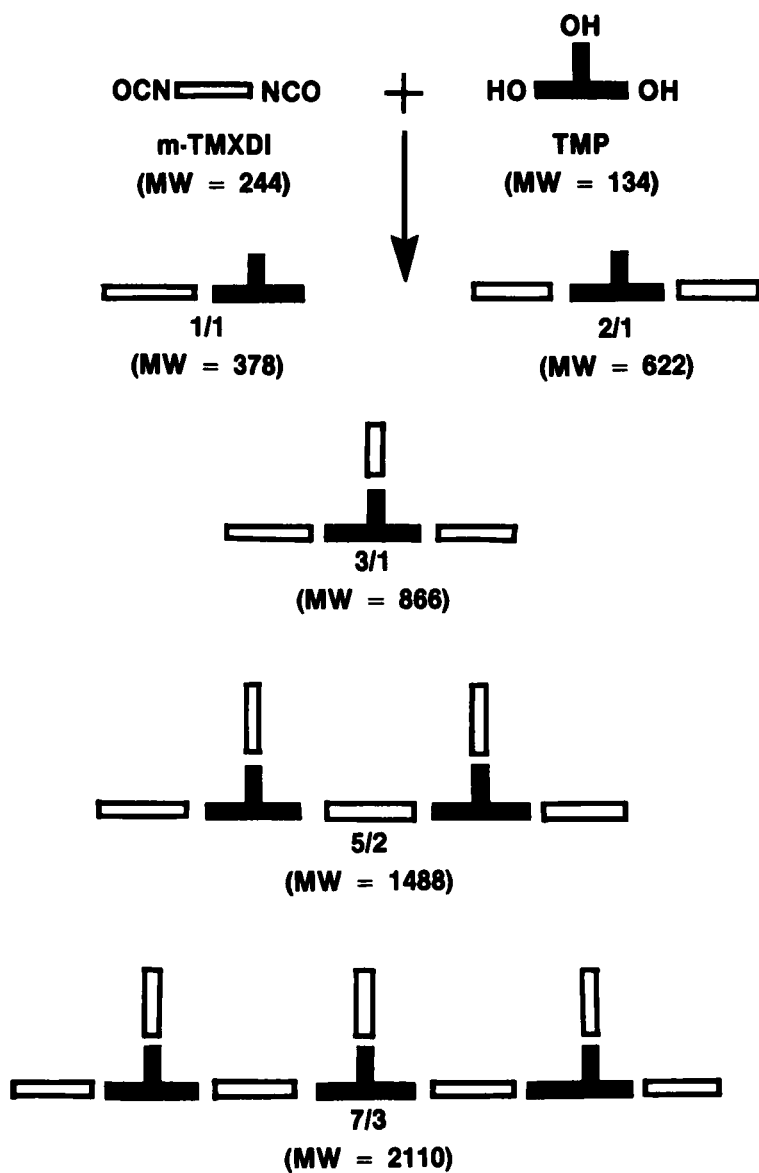 OH
OCN NCO + HO OH
m-TMXDI TMP
(MW = 244) (MW = 134)
1/1 2/1
(MW = 378) (MW = 622)
3/1
(MW = 866)
5/2
(MW = 1488)
7/3
(MW = 2110)